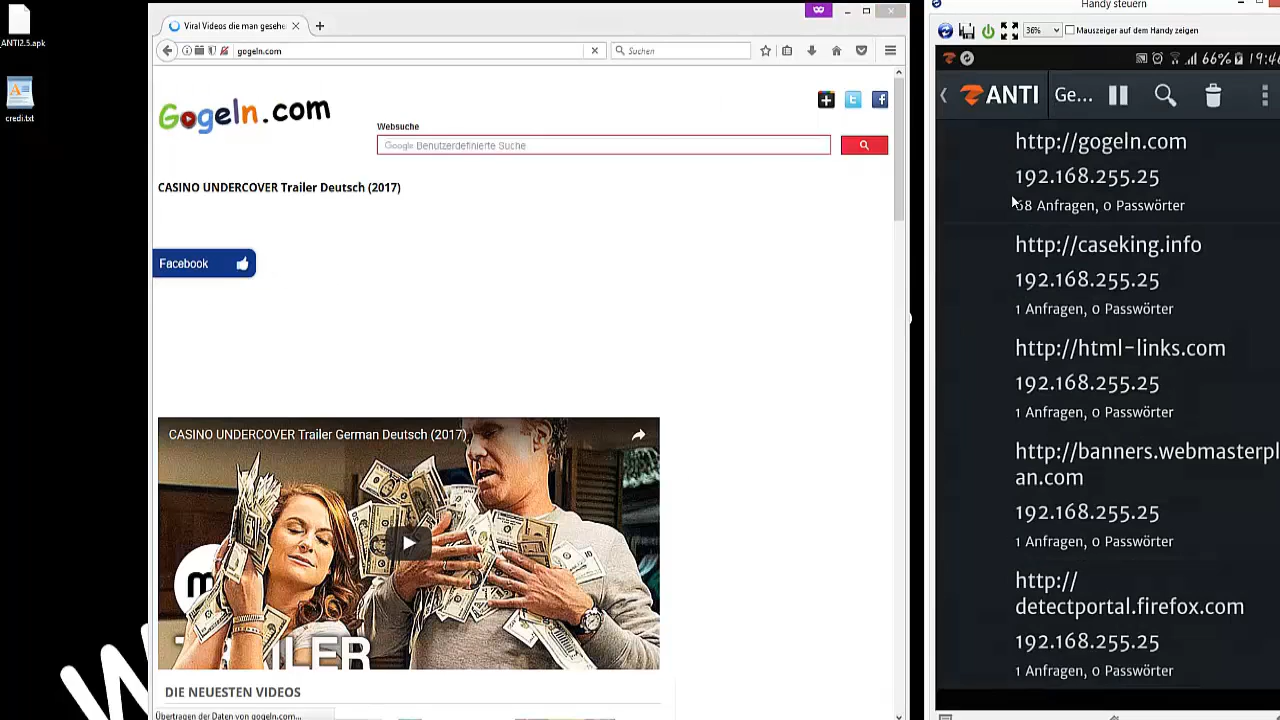 ANTI2.5.apk
credi.txt
Viral Videos die man gesehe
gogeln.com
Suchen
Gogeln.com
Websuche
Google Benutzerdefinierte Suche
CASINO UNDERCOVER Trailer Deutsch (2017)
Facebook
CASINO UNDERCOVER Trailer German Deutsch (2017)
DIE NEUESTEN VIDEOS
Übertragen der Daten von gogeln.com...
Handy steuern
36%
Mauszeiger auf dem Handy zeigen
66%
19:46
ANTI
Ge...
http://gogeln.com
192.168.255.25
68 Anfragen, 0 Passwörter
http://caseking.info
192.168.255.25
1 Anfragen, 0 Passwörter
http://html-links.com
192.168.255.25
1 Anfragen, 0 Passwörter
http://banners.webmasterpl
an.com
192.168.255.25
1 Anfragen, 0 Passwörter
http://
detectportal.firefox.com
192.168.255.25
1 Anfragen, 0 Passwörter